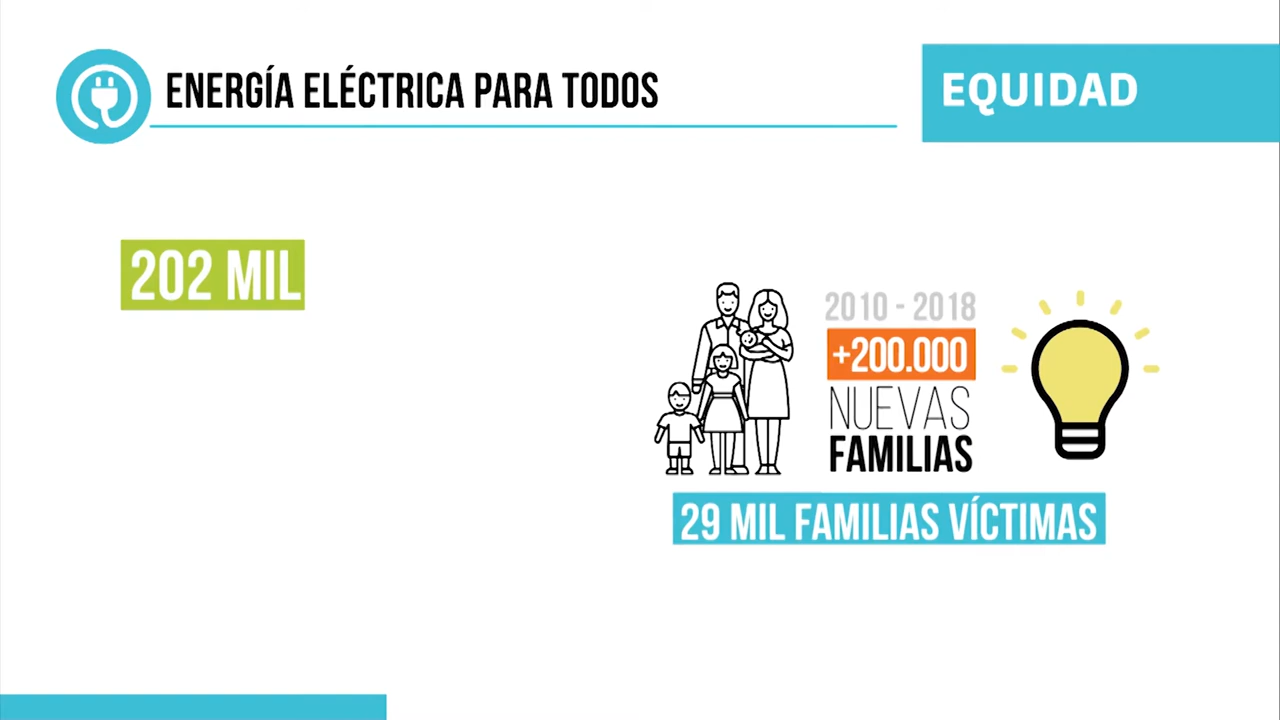 ENERGÍA ELÉCTRICA PARA TODOS
EQUIDAD
202 MIL
2010 - 2018
+200.000
NUEVAS
FAMILIAS
29 MIL FAMILIAS VÍCTIMAS